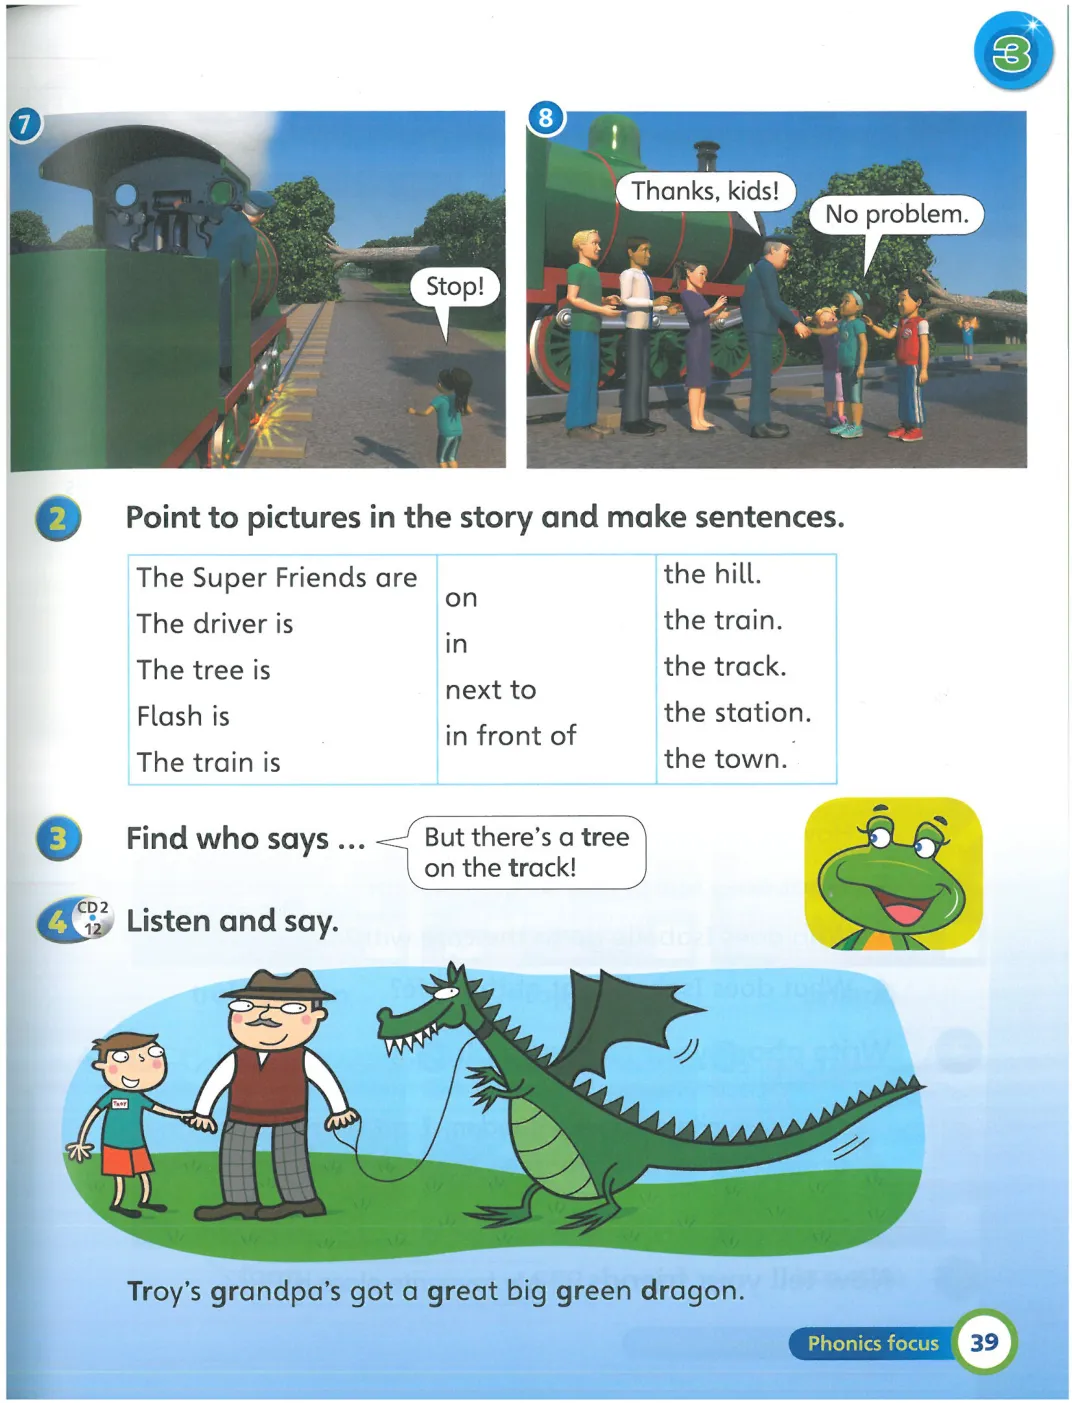 3
7
8
Thanks, kids!
No problem.
Stop!
2 Point to pictures in the story and make sentences.
The Super Friends are
The driver is
The tree is
Flash is
The train is
on
in
next to
in front of
the hill.
the train.
the track.
the station.
the town.
3 Find who says ...
But there's a tree
on the track!
4 CD2 12 Listen and say.
TROY
Troy's grandpa's got a great big green dragon.
Phonics focus 39